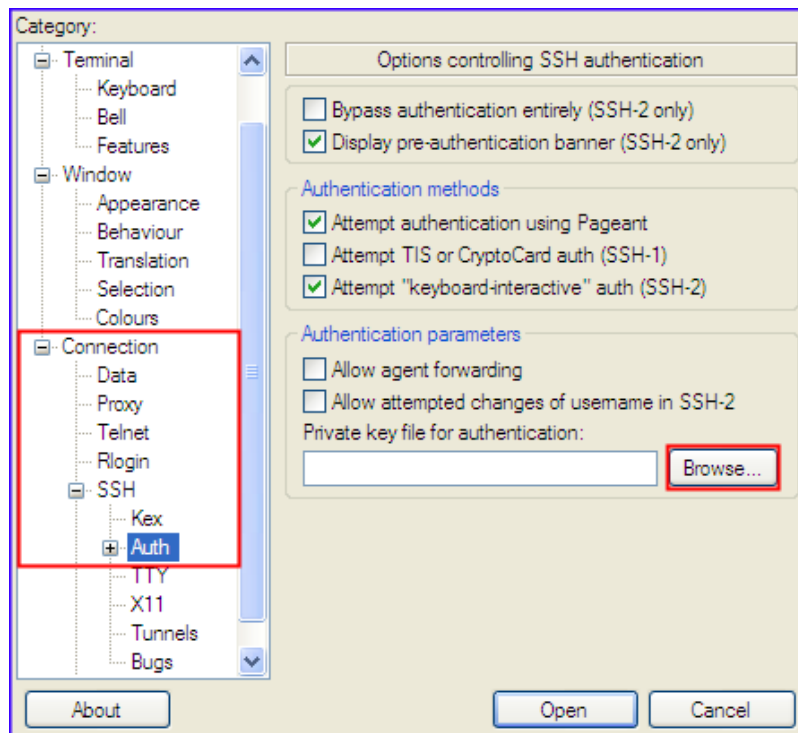 Category:
Terminal
Keyboard
Bell
Features
Window
Appearance
Behaviour
Translation
Selection
Colours
Connection
Data
Proxy
Telnet
Rlogin
SSH
Kex
Auth
TTY
X11
Tunnels
Bugs
Options controlling SSH authentication
Bypass authentication entirely (SSH-2 only)
Display pre-authentication banner (SSH-2 only)
Authentication methods
Attempt authentication using Pageant
Attempt TIS or CryptoCard auth (SSH-1)
Attempt "keyboard-interactive" auth (SSH-2)
Authentication parameters
Allow agent forwarding
Allow attempted changes of username in SSH-2
Private key file for authentication:
Browse...
About
Open
Cancel